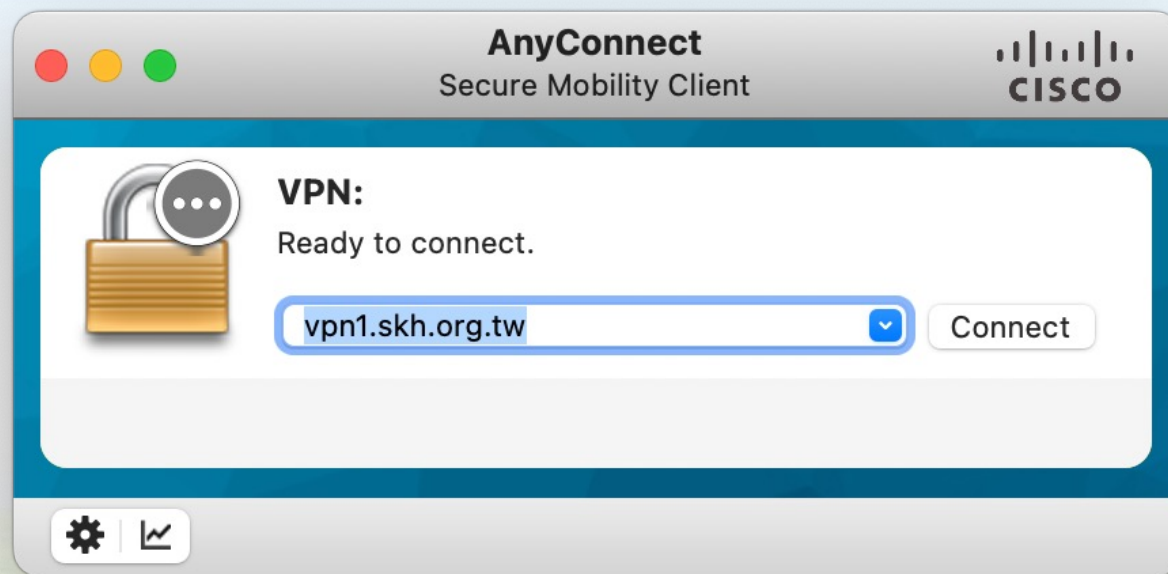 AnyConnect
Secure Mobility Client
CISCO
VPN:
Ready to connect.
vpn1.skh.org.tw
Connect